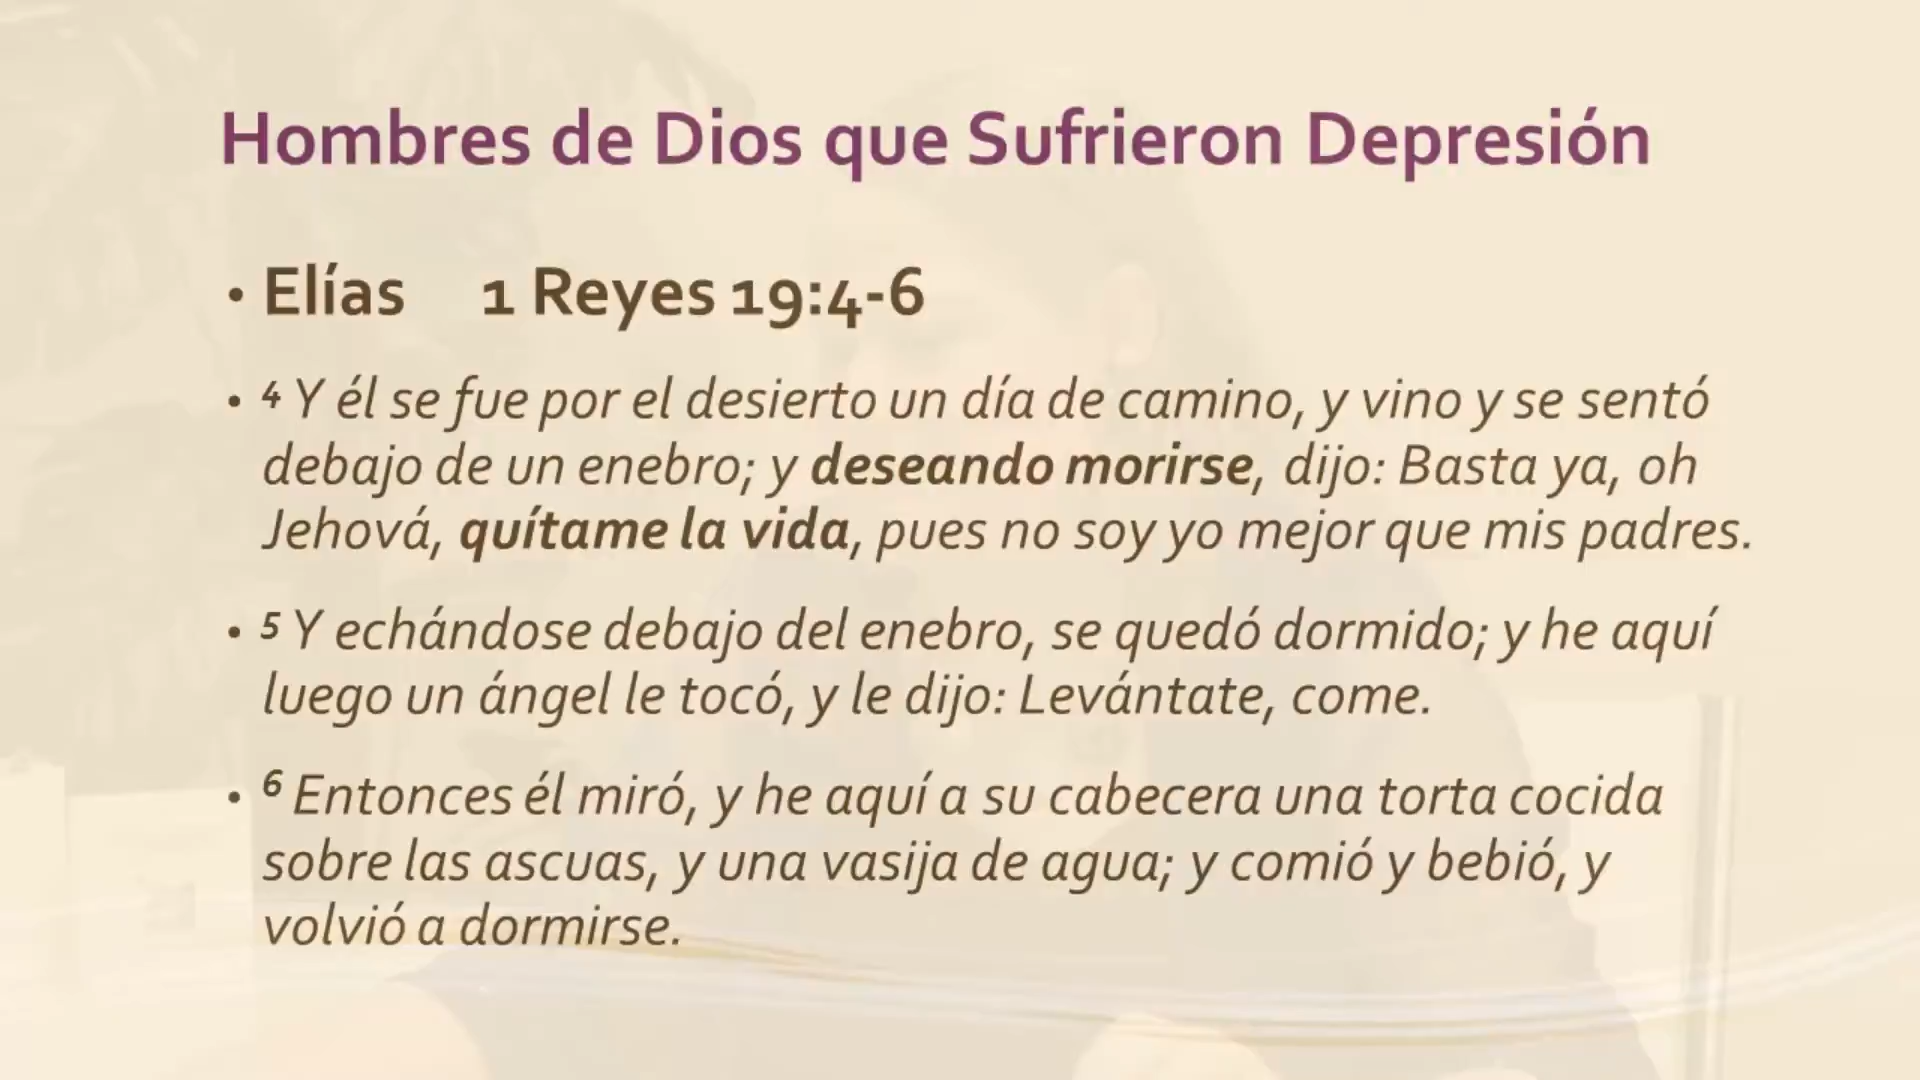 Hombres de Dios que Sufrieron Depresión
• Elías 1 Reyes 19:4-6
• 4 Y él se fue por el desierto un día de camino, y vino y se sentó
debajo de un enebro; y deseando morirse, dijo: Basta ya, oh
Jehová, quítame la vida, pues no soy yo mejor que mis padres.
• 5 Y echándose debajo del enebro, se quedó dormido; y he aquí
luego un ángel le tocó, y le dijo: Levántate, come.
• 6 Entonces él miró, y he aquí a su cabecera una torta cocida
sobre las ascuas, y una vasija de agua; y comió y bebió, y
volvió a dormirse.